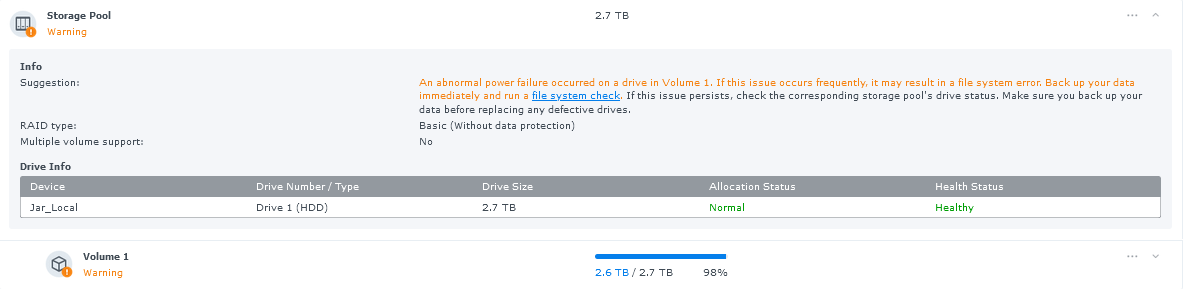 Storage Pool
2.7 TB
Warning
Info
Suggestion:
An abnormal power failure occurred on a drive in Volume 1. If this issue occurs frequently, it may result in a file system error. Back up your data
immediately and run a file system check. If this issue persists, check the corresponding storage pool's drive status. Make sure you back up your
data before replacing any defective drives.
RAID type:
Basic (Without data protection)
Multiple volume support:
No
Drive Info
Device
Drive Number / Type
Drive Size
Allocation Status
Health Status
Jar_Local
Drive 1 (HDD)
2.7 TB
Normal
Healthy
Volume 1
Warning
2.6 TB / 2.7 TB
98%